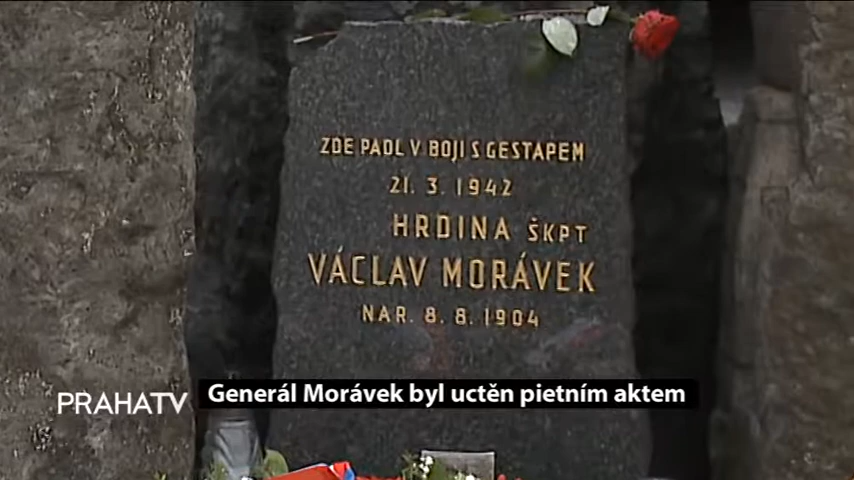 ZDE PADL V BOJI S GESTAPEM
21. 3. 1942
HRDINA ŠKPT
VÁCLAV MORÁVEK
NAR. 8. 8. 1904
PRAHATV
Generál Morávek byl uctěn pietním aktem